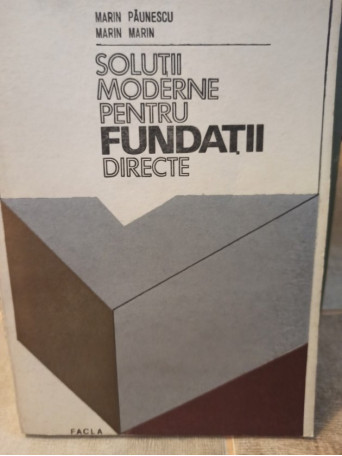 MARIN PĂUNESCU
MARIN MARIN
SOLUȚII
MODERNE
PENTRU
FUNDAȚII
DIRECTE
FACLA